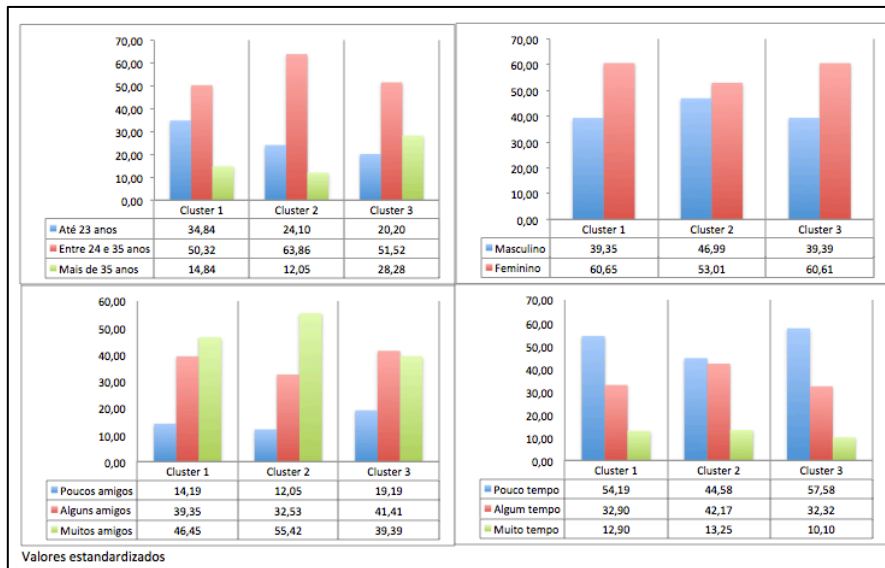 70,00
60,00
50,00
40,00
30,00
20,00
10,00
0,00
Cluster 1 Cluster 2 Cluster 3
Até 23 anos 34,84 24,10 20,20
Entre 24 e 35 anos 50,32 63,86 51,52
Mais de 35 anos 14,84 12,05 28,28
70,00
60,00
50,00
40,00
30,00
20,00
10,00
0,00
Cluster 1 Cluster 2 Cluster 3
Masculino 39,35 46,99 39,39
Feminino 60,65 53,01 60,61
60,00
50,00
40,00
30,00
20,00
10,00
0,00
Cluster 1 Cluster 2 Cluster 3
Poucos amigos 14,19 12,05 19,19
Alguns amigos 39,35 32,53 41,41
Muitos amigos 46,45 55,42 39,39
70,00
60,00
50,00
40,00
30,00
20,00
10,00
0,00
Cluster 1 Cluster 2 Cluster 3
Pouco tempo 54,19 44,58 57,58
Algum tempo 32,90 42,17 32,32
Muito tempo 12,90 13,25 10,10
Valores estandardizados